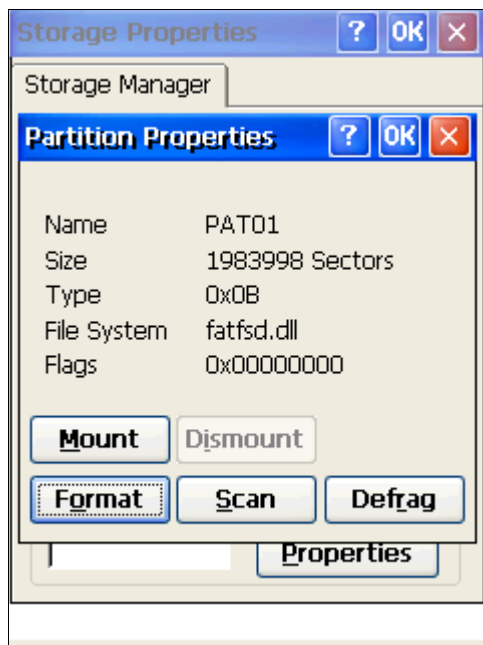 Storage Properties ? OK ×
Storage Manager
Partition Properties ? OK ×
Name PAT01
Size 1983998 Sectors
Type 0x0B
File System fatfsd.dll
Flags 0x00000000
Mount Dismount
Format Scan Defrag
Properties